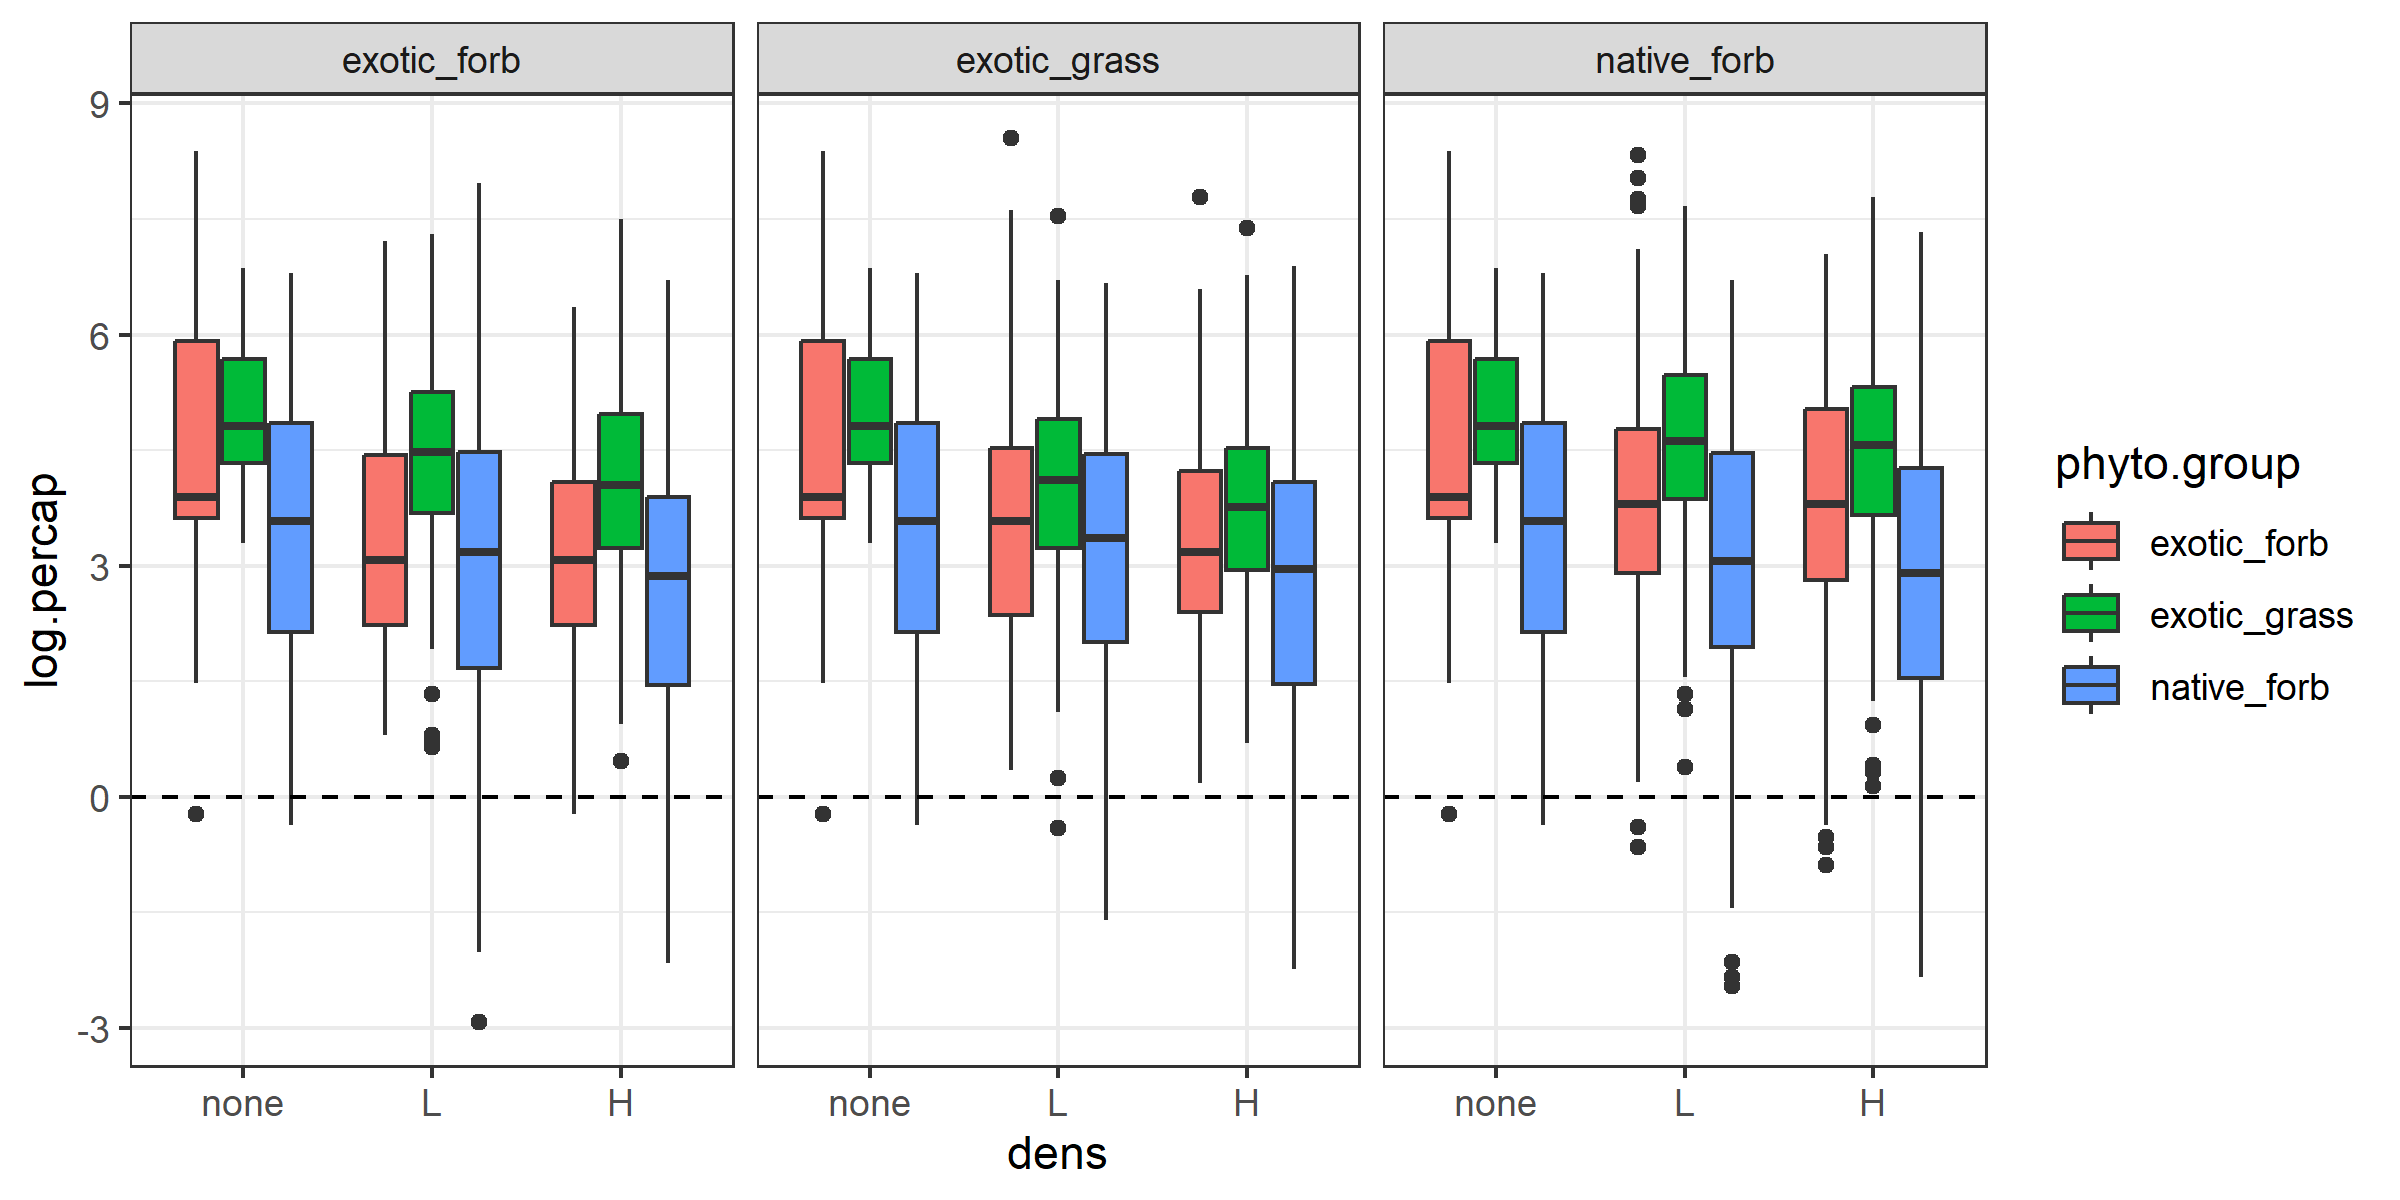 exotic_forb
exotic_grass
native_forb
9
6
3
0
-3
log.percap
none
L
H
none
L
H
none
L
H
dens
phyto.group
exotic_forb
exotic_grass
native_forb